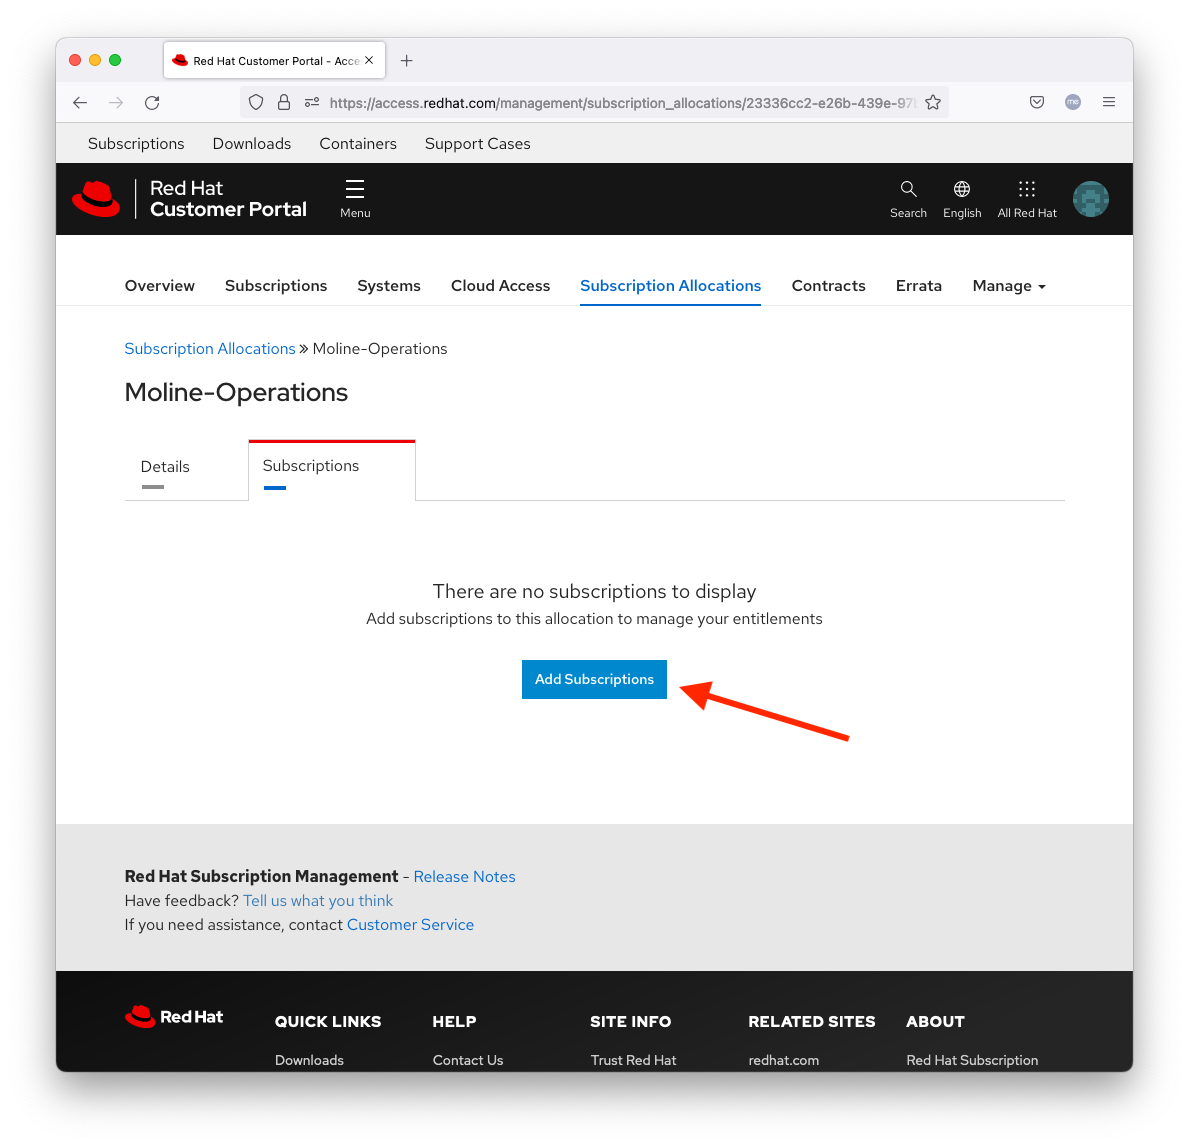 Red Hat Customer Portal - Acce
https://access.redhat.com/management/subscription_allocations/23336cc2-e26b-439e-97b
me
Subscriptions Downloads Containers Support Cases
Red Hat
Customer Portal
Menu
Search English All Red Hat
Overview Subscriptions Systems Cloud Access Subscription Allocations Contracts Errata Manage
Subscription Allocations » Moline-Operations
Moline-Operations
Details Subscriptions
There are no subscriptions to display
Add subscriptions to this allocation to manage your entitlements
Add Subscriptions
Red Hat Subscription Management - Release Notes
Have feedback? Tell us what you think
If you need assistance, contact Customer Service
Red Hat
QUICK LINKS HELP SITE INFO RELATED SITES ABOUT
Downloads Contact Us Trust Red Hat redhat.com Red Hat Subscription